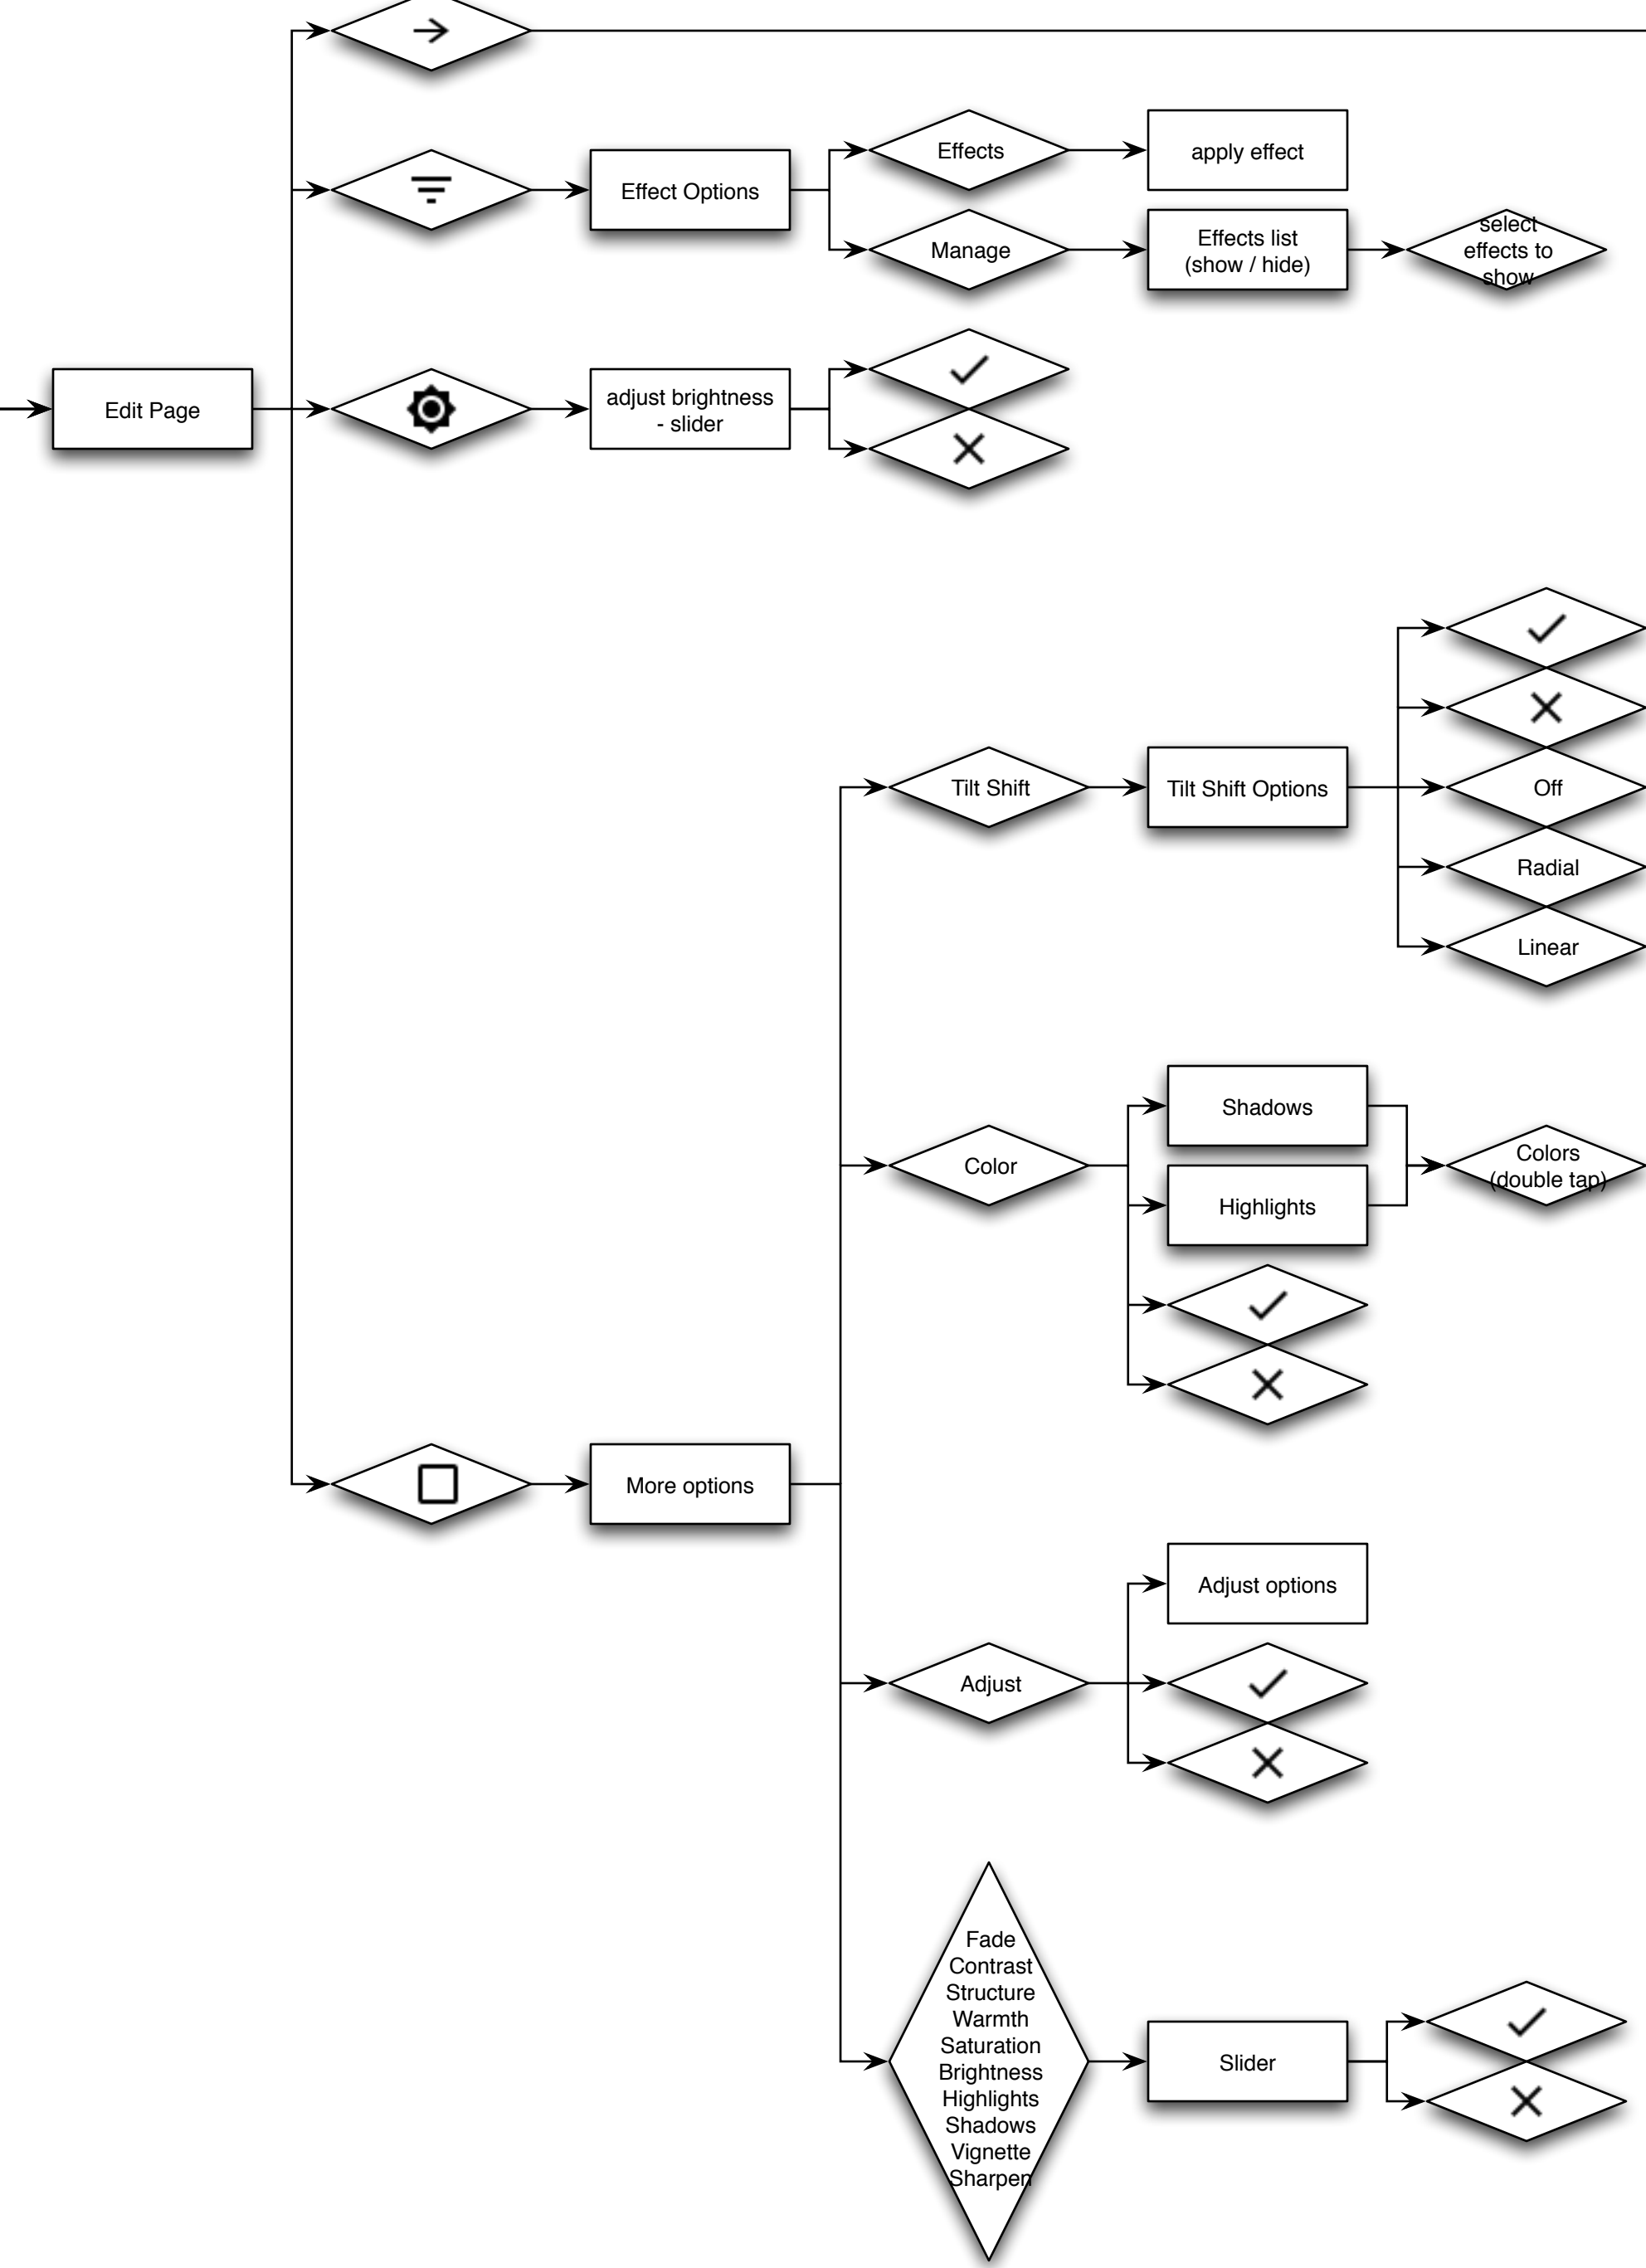 Effects
apply effect
Effect Options
Manage
Effects list
(show / hide)
select
effects to
show
Edit Page
adjust brightness
- slider
Tilt Shift
Tilt Shift Options
Off
Radial
Linear
Color
Shadows
Highlights
Colors
(double tap)
More options
Adjust
Adjust options
Fade
Contrast
Structure
Warmth
Saturation
Brightness
Highlights
Shadows
Vignette
Sharpen
Slider